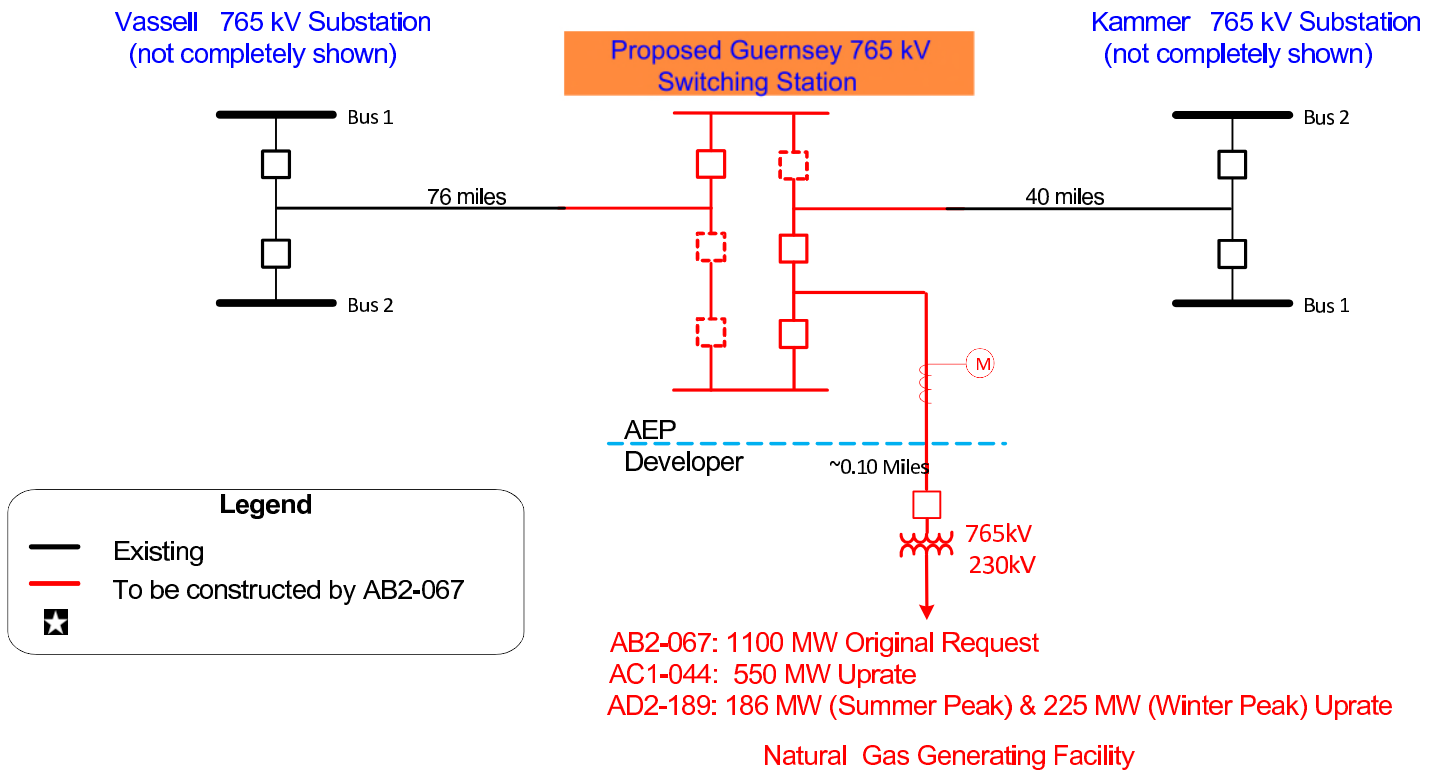 Vassell 765 kV Substation
(not completely shown)
Proposed Guernsey 765 kV
Switching Station
Kammer 765 kV Substation
(not completely shown)
Bus 1
Bus 2
76 miles
40 miles
Bus 2
Bus 1
M
AEP
Developer
~0.10 Miles
765kV
230kV
Legend
Existing
To be constructed by AB2-067
AB2-067: 1100 MW Original Request
AC1-044: 550 MW Uprate
AD2-189: 186 MW (Summer Peak) & 225 MW (Winter Peak) Uprate
Natural Gas Generating Facility